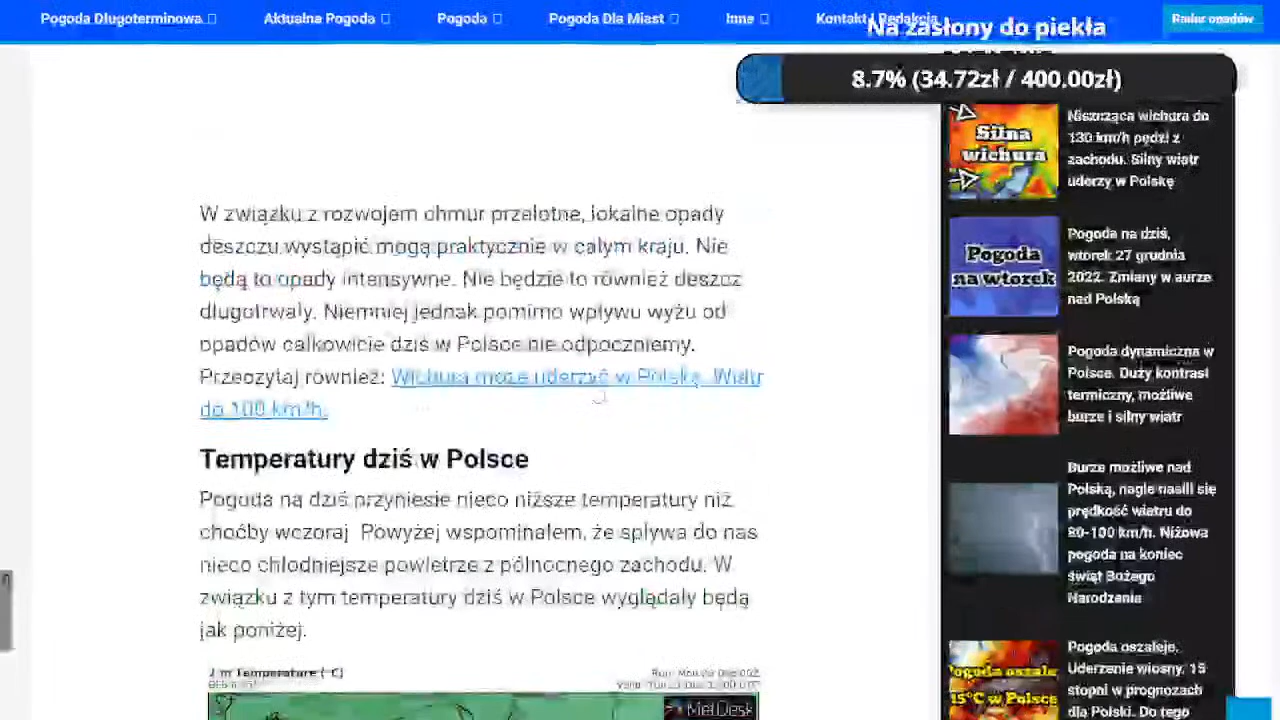 Pogoda Długoterminowa
Aktualna Pogoda
Pogoda
Pogoda Dla Miast
Inne
Kontakt i Redakcja
Radar opadów
Na zasłony do piekła
8.7% (34.72zł / 400.00zł)
W związku z rozwojem chmur przelotne, lokalne opady
deszczu wystąpić mogą praktycznie w całym kraju. Nie
będą to opady intensywne. Nie będzie to również deszcz
długotrwały. Niemniej jednak pomimo wpływu wyżu od
opadów całkowicie dziś w Polsce nie odpoczniemy.
Przeczytaj również: Wichura może uderzyć w Polskę. Wiatr
do 100 km/h.
Temperatury dziś w Polsce
Pogoda na dziś przyniesie nieco niższe temperatury niż
choćby wczoraj. Powyżej wspominałem, że spływa do nas
nieco chłodniejsze powietrze z północnego zachodu. W
związku z tym temperatury dziś w Polsce wyglądały będą
jak poniżej.
2 m Temperature (°C)
MetDesk
Silna
wichura
Niszcząca wichura do
130 km/h pędzi z
zachodu. Silny wiatr
uderzy w Polskę
Pogoda
na wtorek
Pogoda na dziś,
wtorek 27 grudnia
2022. Zmiany w aurze
nad Polską
Pogoda dynamiczna w
Polsce. Duży kontrast
termiczny, możliwe
burze i silny wiatr
Burze możliwe nad
Polską, nagle nasili się
prędkość wiatru do
80-100 km/h. Niżowa
pogoda na koniec
świąt Bożego
Narodzenia
Pogoda oszaleje
15°C w Polsce
Pogoda oszaleje.
Uderzenie wiosny. 15
stopni w prognozach
dla Polski. Do tego